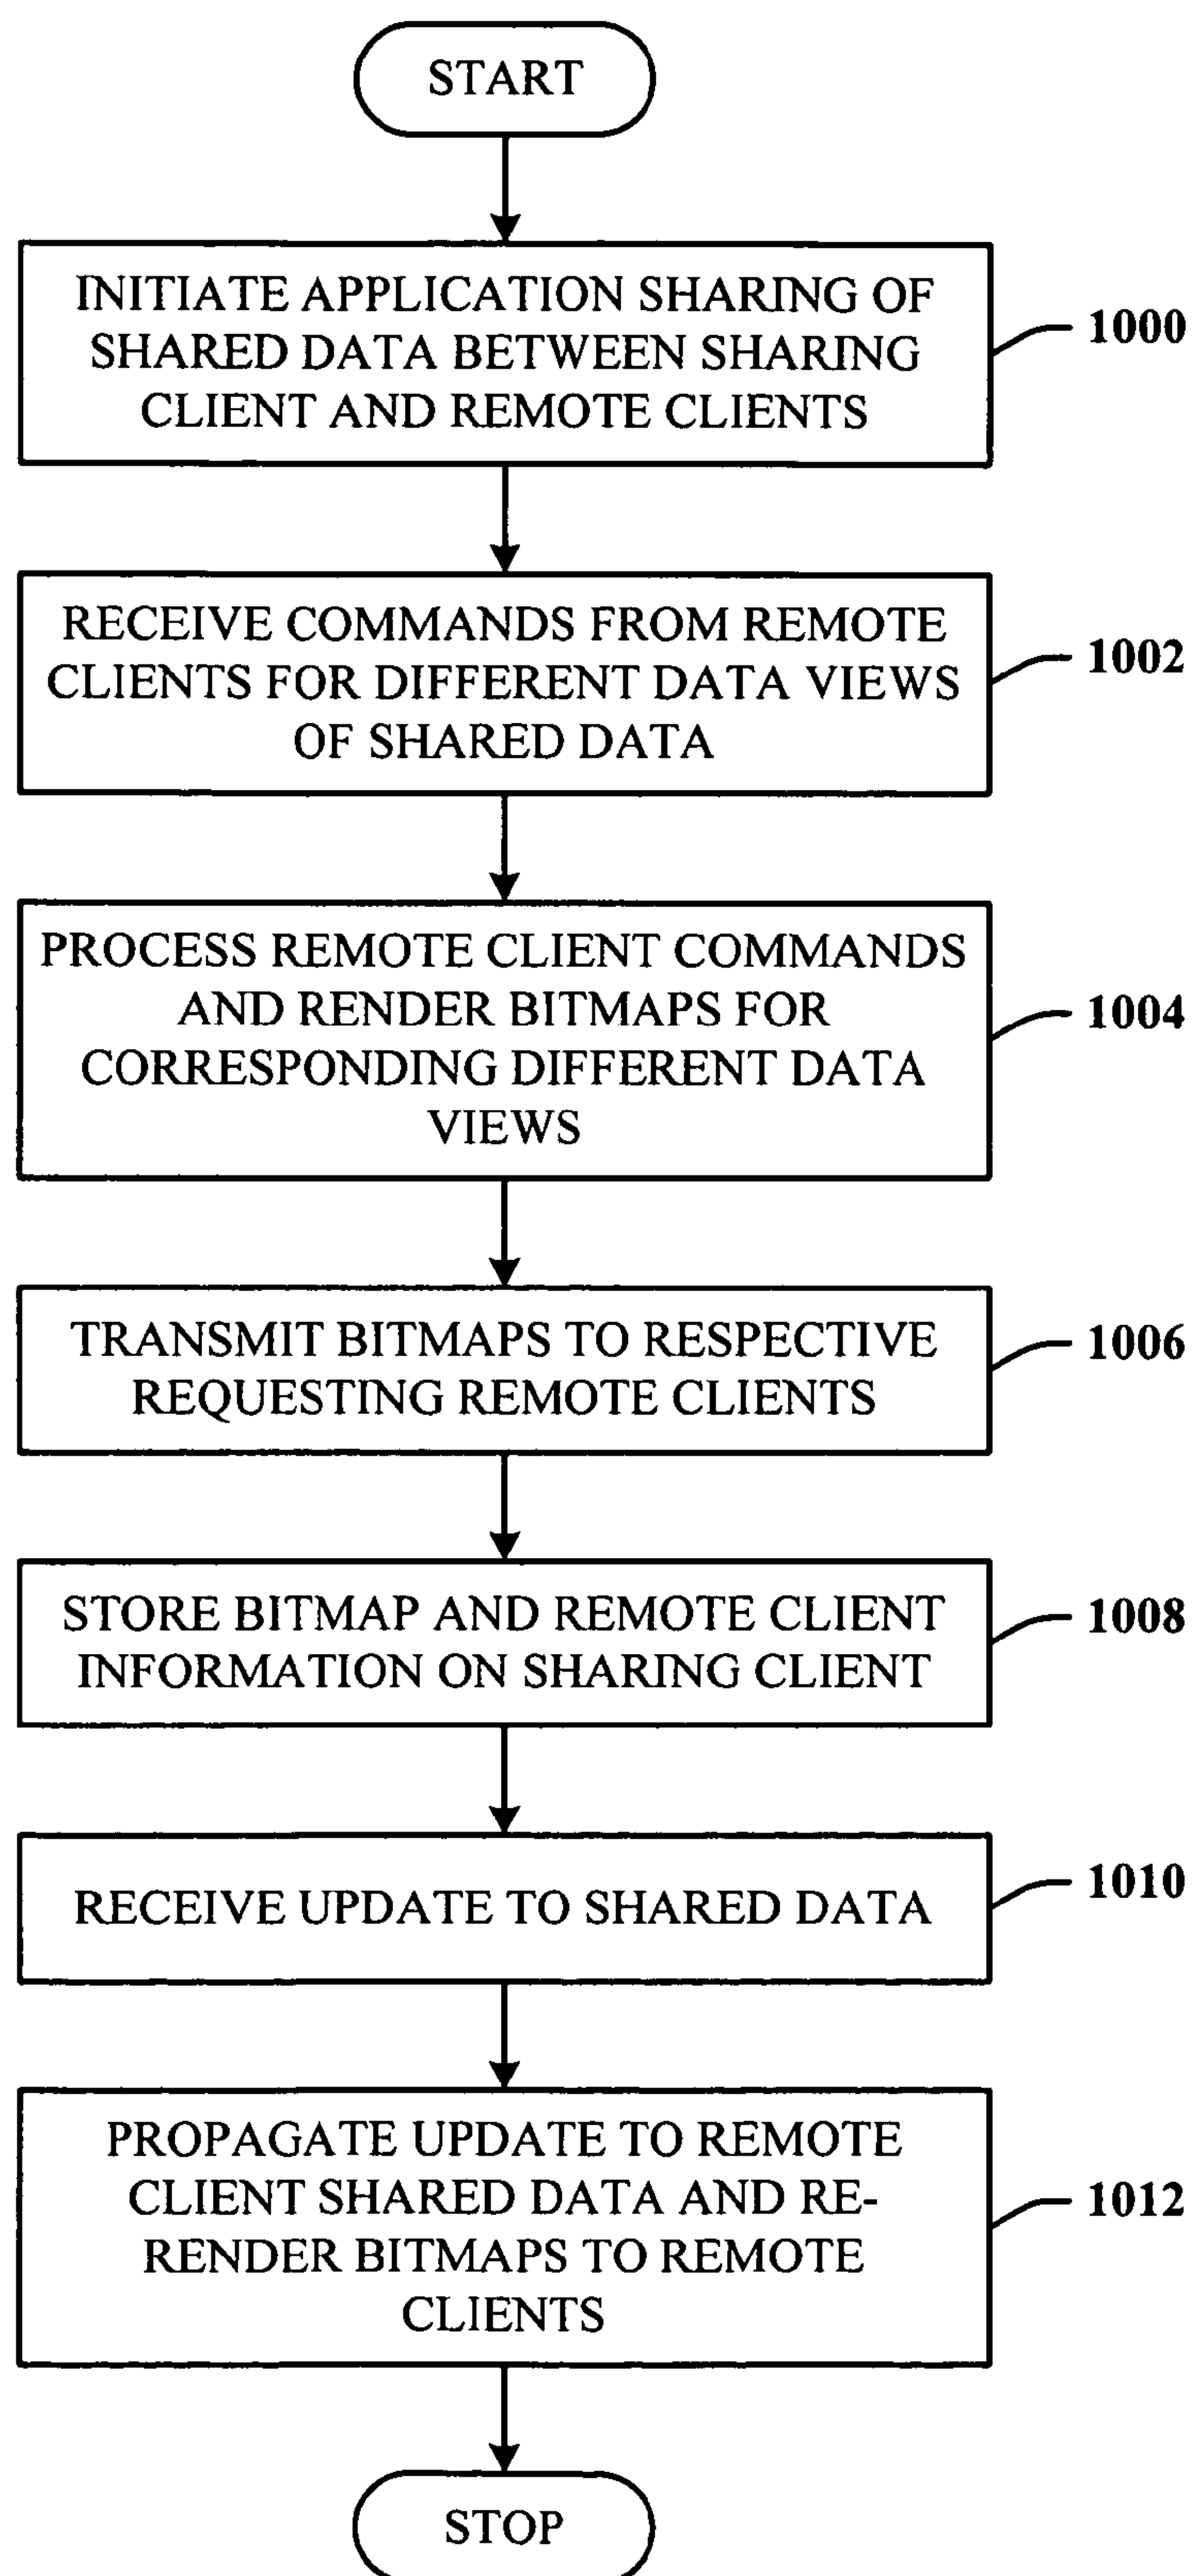 START
INITIATE APPLICATION SHARING OF
SHARED DATA BETWEEN SHARING
CLIENT AND REMOTE CLIENTS
1000
RECEIVE COMMANDS FROM REMOTE
CLIENTS FOR DIFFERENT DATA VIEWS
OF SHARED DATA
1002
PROCESS REMOTE CLIENT COMMANDS
AND RENDER BITMAPS FOR
CORRESPONDING DIFFERENT DATA
VIEWS
1004
TRANSMIT BITMAPS TO RESPECTIVE
REQUESTING REMOTE CLIENTS
1006
STORE BITMAP AND REMOTE CLIENT
INFORMATION ON SHARING CLIENT
1008
RECEIVE UPDATE TO SHARED DATA
1010
PROPAGATE UPDATE TO REMOTE
CLIENT SHARED DATA AND RE-
RENDER BITMAPS TO REMOTE
CLIENTS
1012
STOP